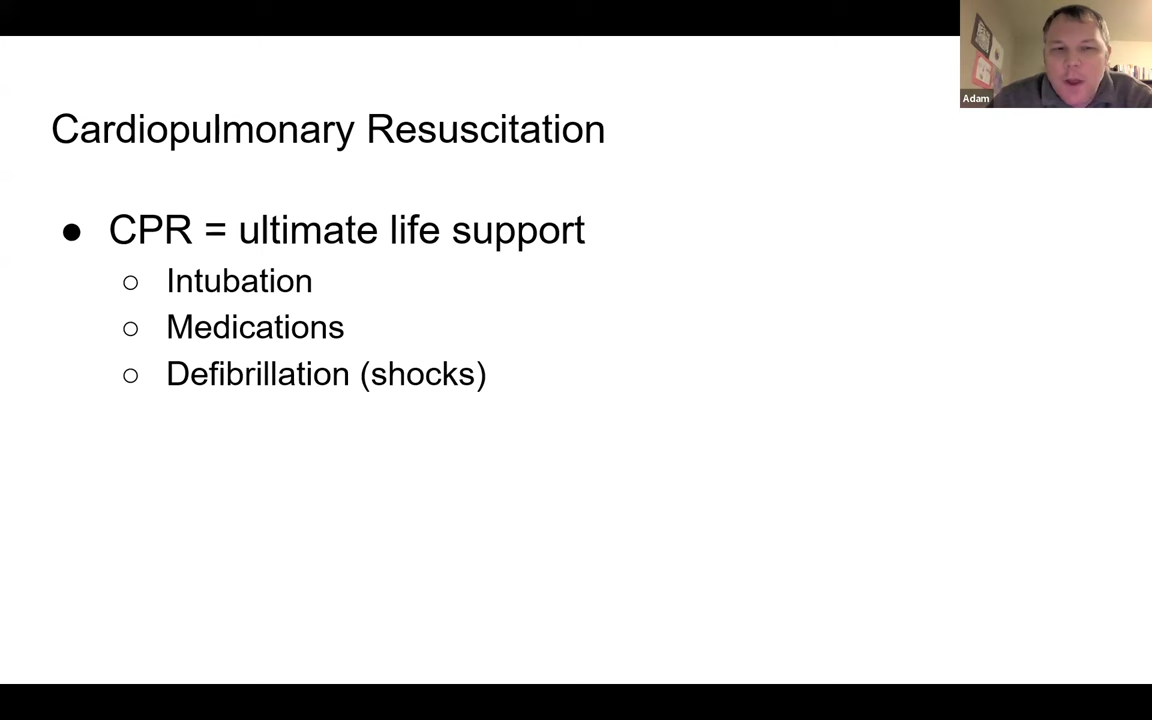 Adam
Cardiopulmonary Resuscitation
● CPR = ultimate life support
○ Intubation
○ Medications
○ Defibrillation (shocks)